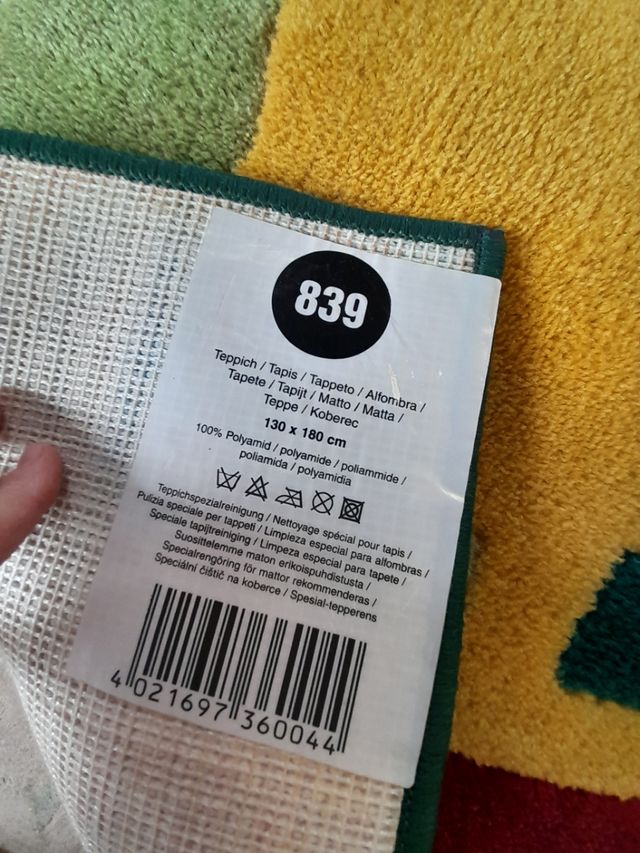 839
Teppich / Tapis / Tappeto / Alfombra /
Tapete / Tapijt / Matto / Matta /
Teppe / Koberec
130 x 180 cm
100% Polyamid / polyamide / poliammide /
poliamida / polyamidia
Teppichspezialreinigung / Nettoyage spécial pour tapis /
Pulizia speciale per tappeti / Limpieza especial para alfombras /
Speciale tapijtreiniging / Limpeza especial para tapete /
Suosittelemme maton erikoispuhdistusta /
Specialrengöring för mattor rekommenderas /
Speciální čistič na koberce / Spesial-tepperens
4 021697 360044